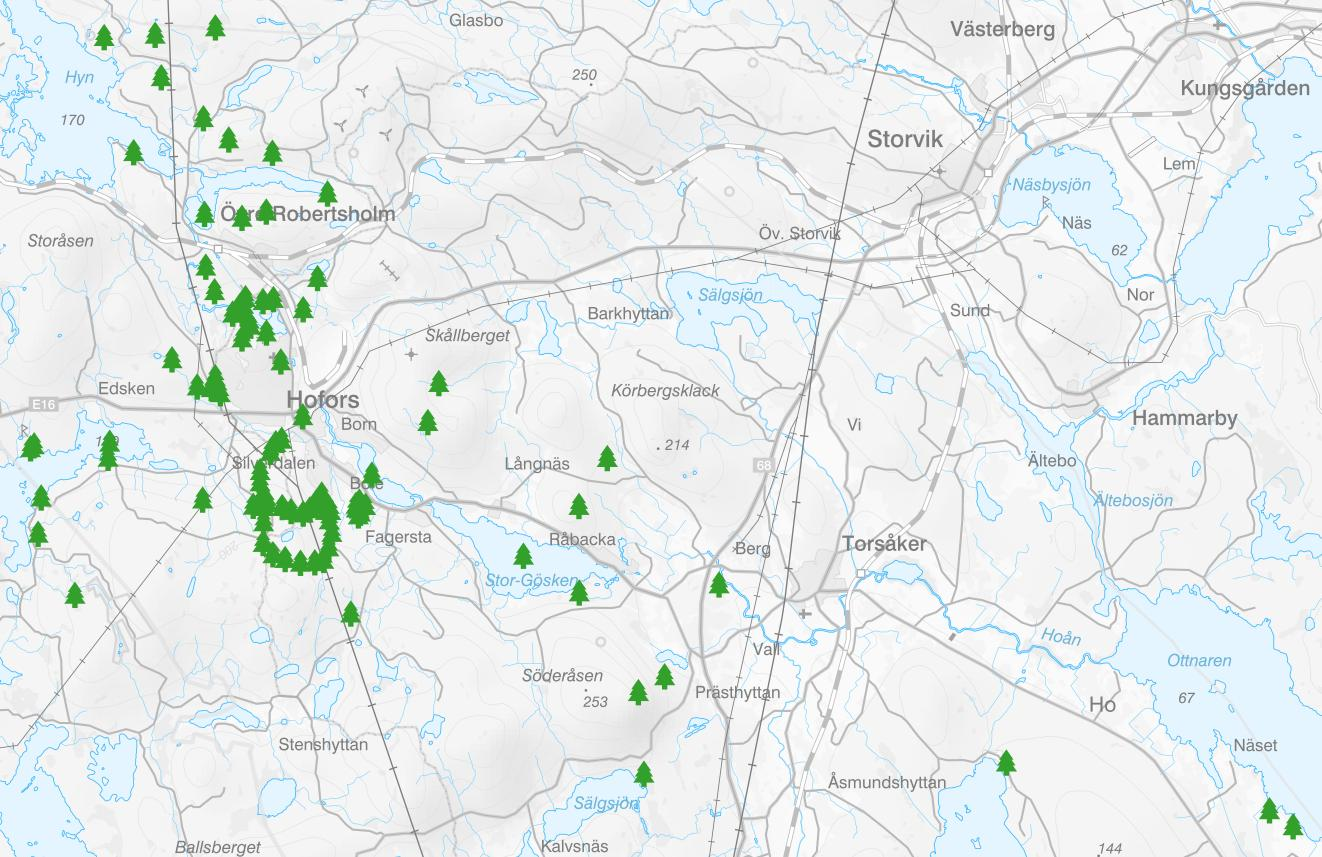 Glasbo
Västerberg
Hyn
250
Kungsgården
170
Storvik
Lem
Näsbysjön
Robertsholm
Näs
Storåsen
Öv. Storvik
62
Sälgsjön
Nor
Barkhyttan
Sund
Skållberget
Edsken
Körbergsklack
Hofors
E16
Hammarby
Born
Vi
214
Långnäs
68
Ältebo
Ältebosjön
Fagersta
Råbacka
Berg
Torsåker
Stor-Gösken
Hoån
Vall
Ottnaren
Söderåsen
Prästhyttan
253
67
Ho
Stenshyttan
Näset
Åsmundshyttan
Sälgsjön
Ballsberget
Kalvsnäs
144